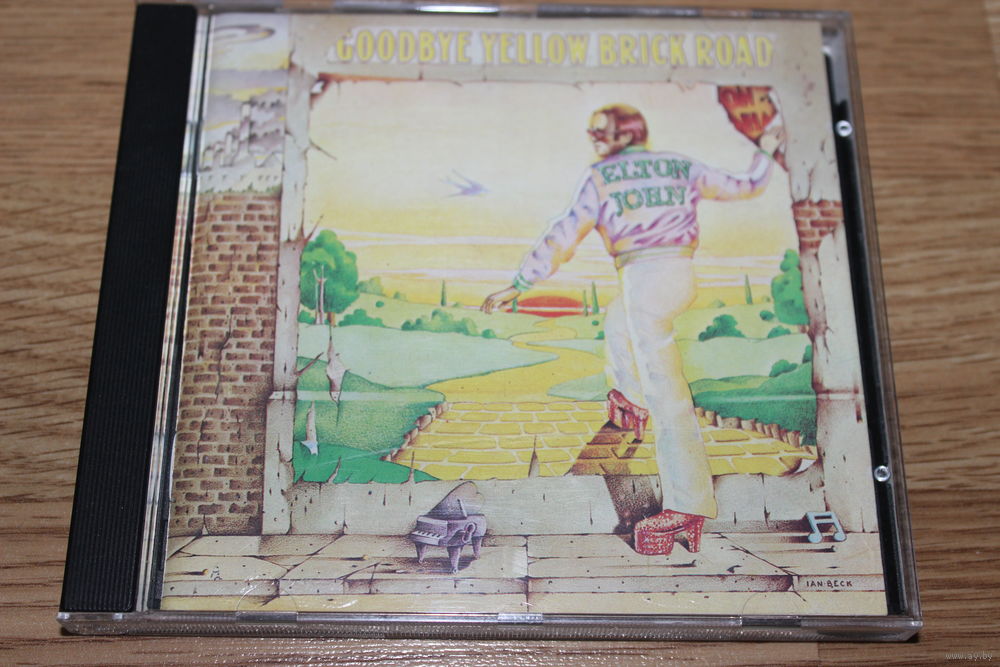 GOODBYE YELLOW BRICK ROAD
ELTON
JOHN
IAN BECK
www.ay.by